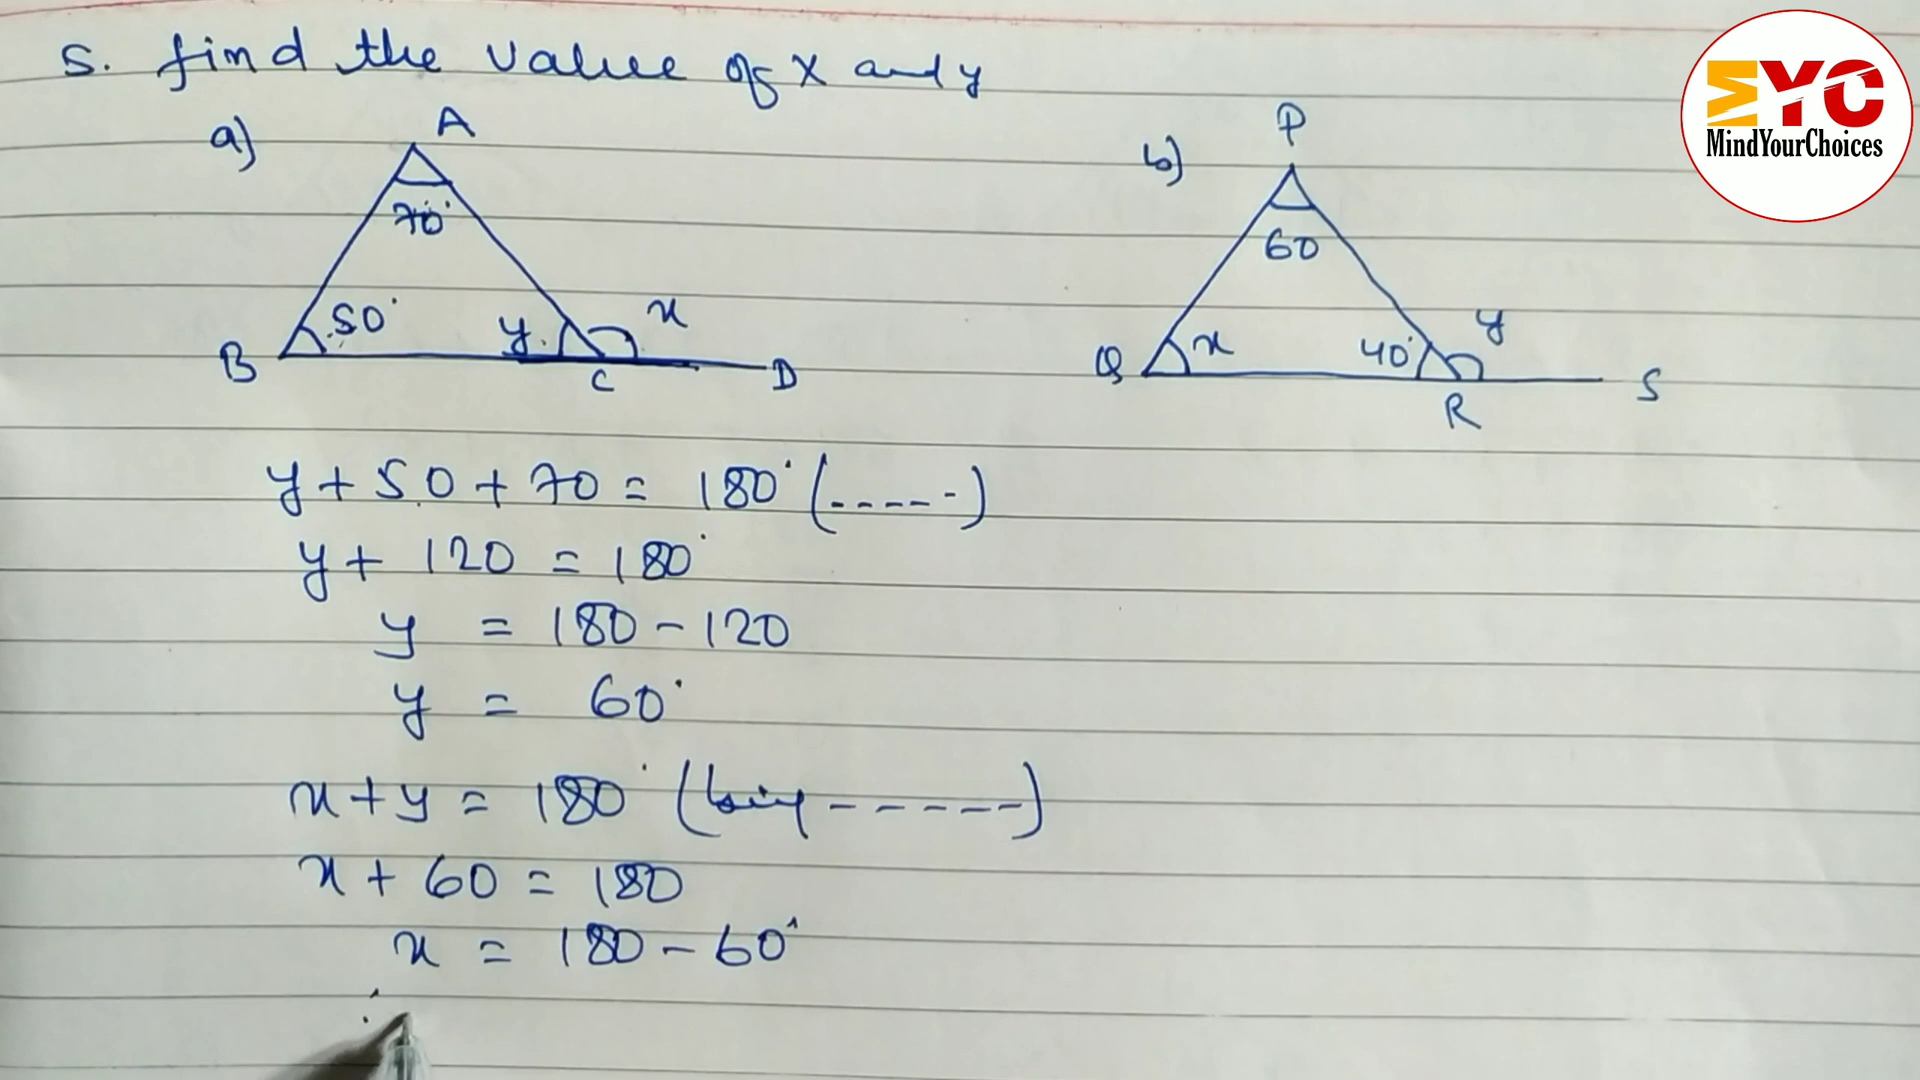 5. find the value of x and y
a)
A
70°
50°
y.
x
B
C
D
b)
P
60
x
40°
y
Q
R
S
y + 50 + 70 = 180° (-----)
y + 120 = 180°
y = 180 - 120
y = 60°
x + y = 180° ( ------)
x + 60 = 180
x = 180 - 60°
MYC
MindYourChoices